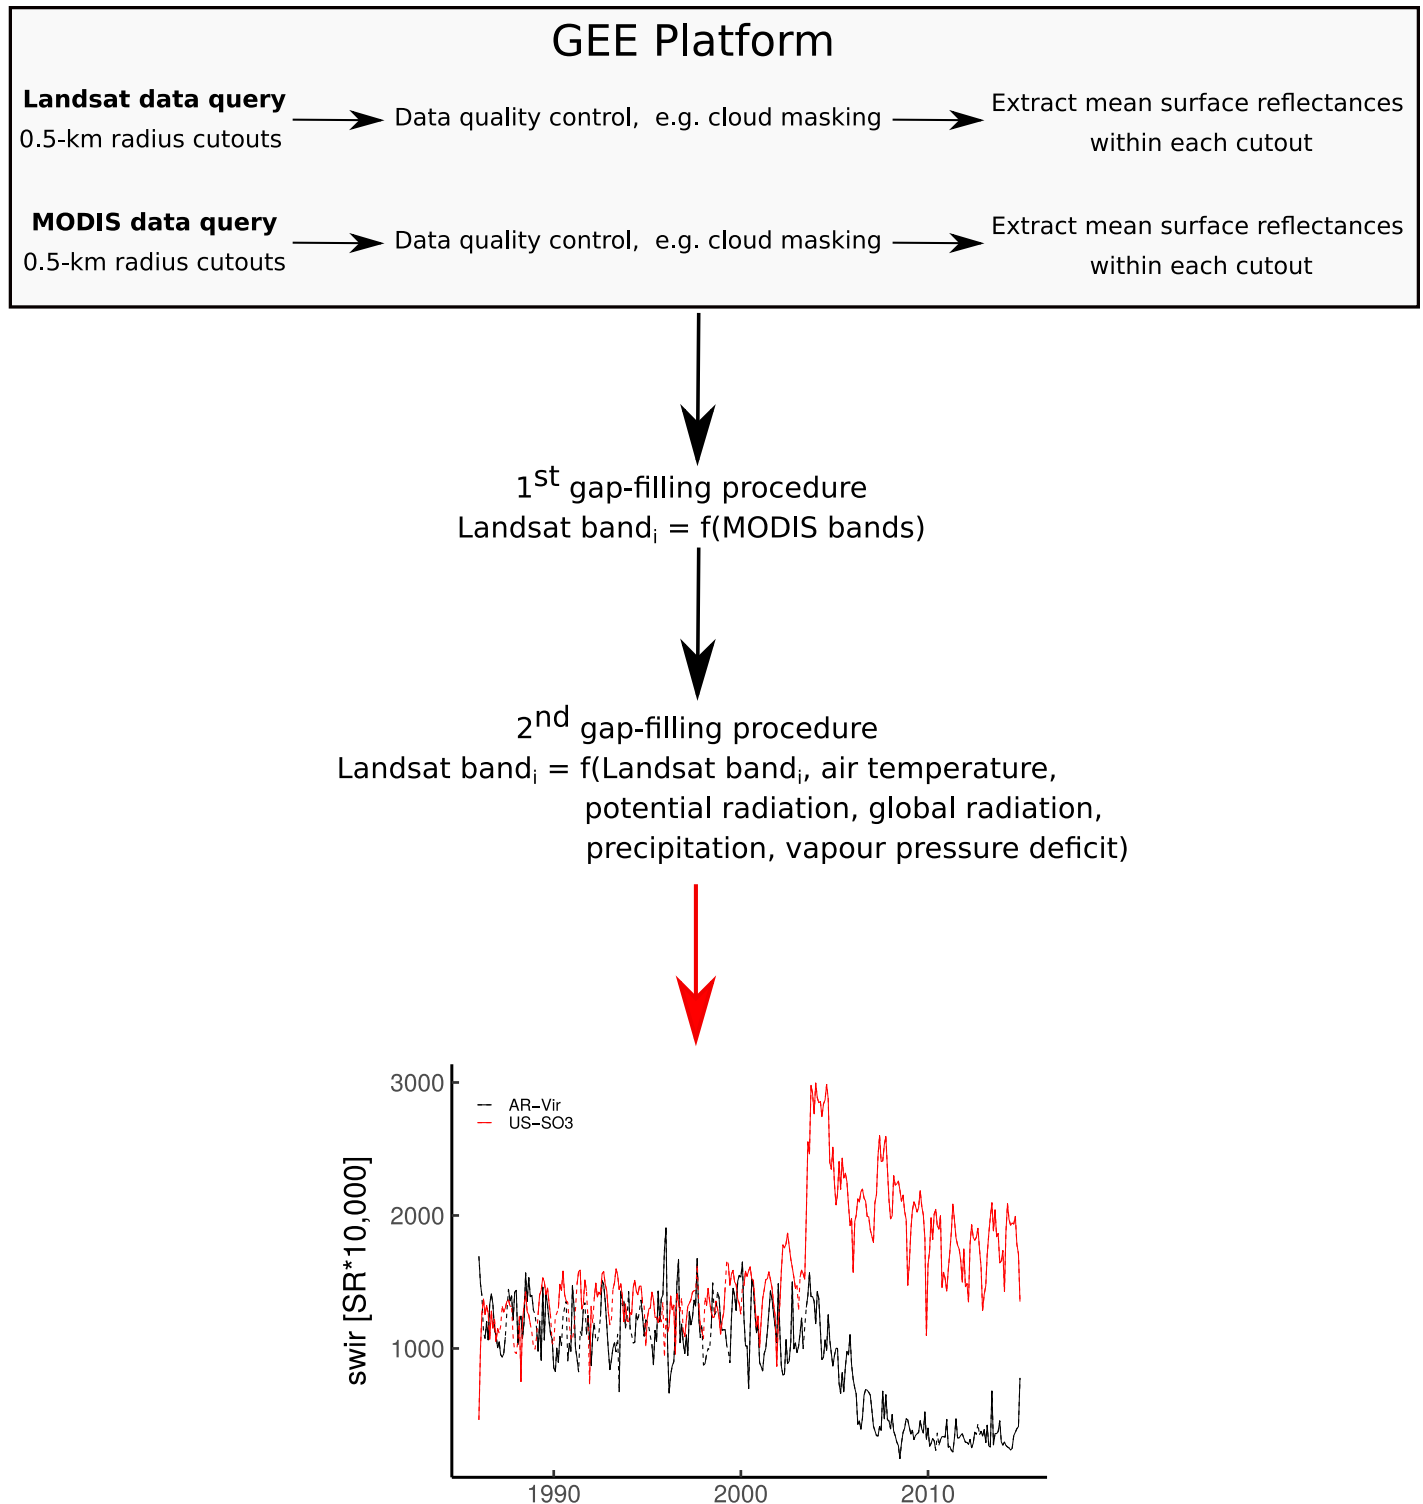 GEE Platform
Landsat data query
0.5-km radius cutouts
Data quality control, e.g. cloud masking
Extract mean surface reflectances
within each cutout
MODIS data query
0.5-km radius cutouts
Data quality control, e.g. cloud masking
Extract mean surface reflectances
within each cutout
1st gap-filling procedure
Landsat bandi = f(MODIS bands)
2nd gap-filling procedure
Landsat bandi = f(Landsat bandi, air temperature,
potential radiation, global radiation,
precipitation, vapour pressure deficit)
swir [SR*10,000]
3000
2000
1000
AR−Vir
US−SO3
1990
2000
2010